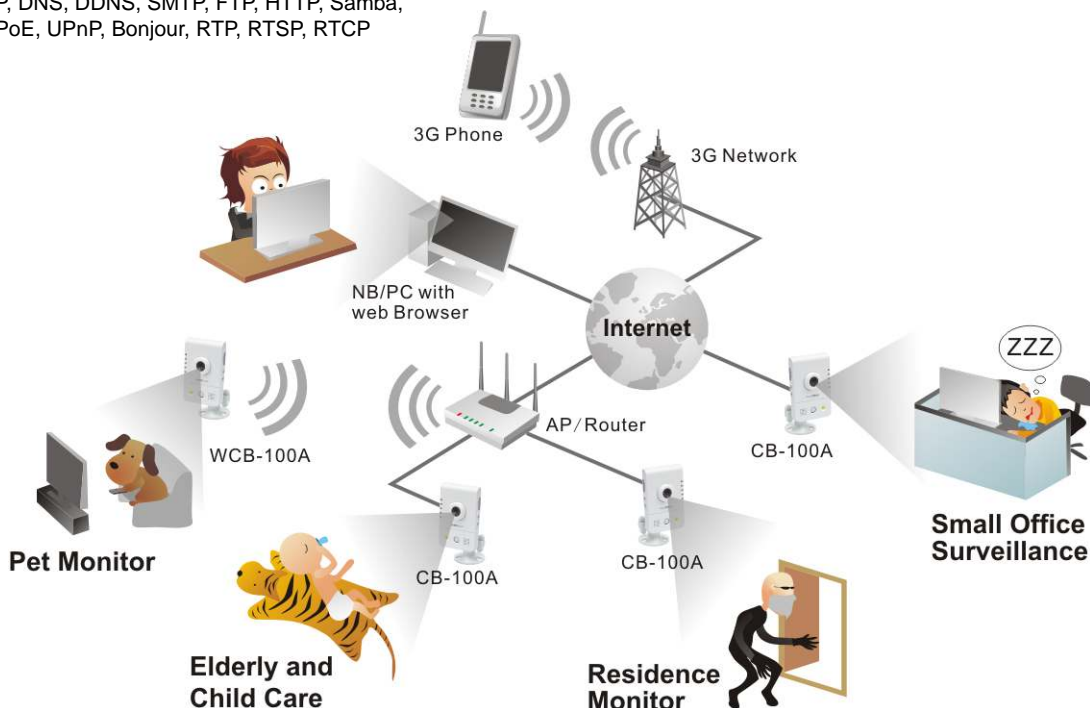 DNS, DDNS, SMTP, FTP, HTTP, Samba,
UPnP, Bonjour, RTP, RTSP, RTCP
3G Phone
3G Network
NB/PC with
web Browser
Internet
ZZZ
AP/Router
WCB-100A
CB-100A
CB-100A
CB-100A
Pet Monitor
Small Office
Surveillance
Elderly and
Child Care
Residence
Monitor